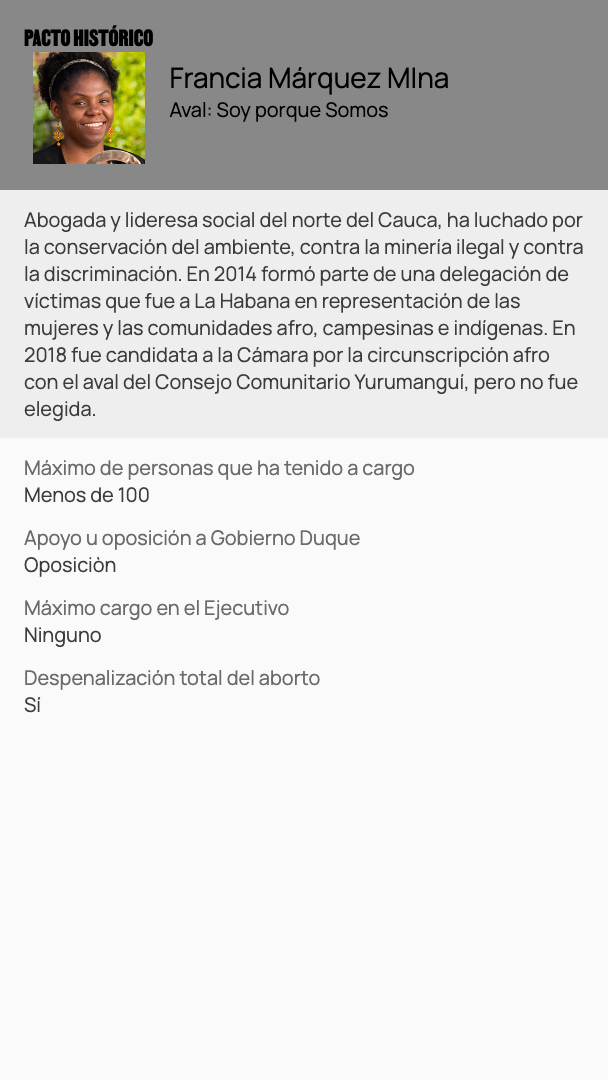 PACTO HISTÓRICO
Francia Márquez MIna
Aval: Soy porque Somos
Abogada y lideresa social del norte del Cauca, ha luchado por
la conservación del ambiente, contra la minería ilegal y contra
la discriminación. En 2014 formó parte de una delegación de
víctimas que fue a La Habana en representación de las
mujeres y las comunidades afro, campesinas e indígenas. En
2018 fue candidata a la Cámara por la circunscripción afro
con el aval del Consejo Comunitario Yurumanguí, pero no fue
elegida.
Máximo de personas que ha tenido a cargo
Menos de 100
Apoyo u oposición a Gobierno Duque
Oposiciòn
Máximo cargo en el Ejecutivo
Ninguno
Despenalización total del aborto
Sí